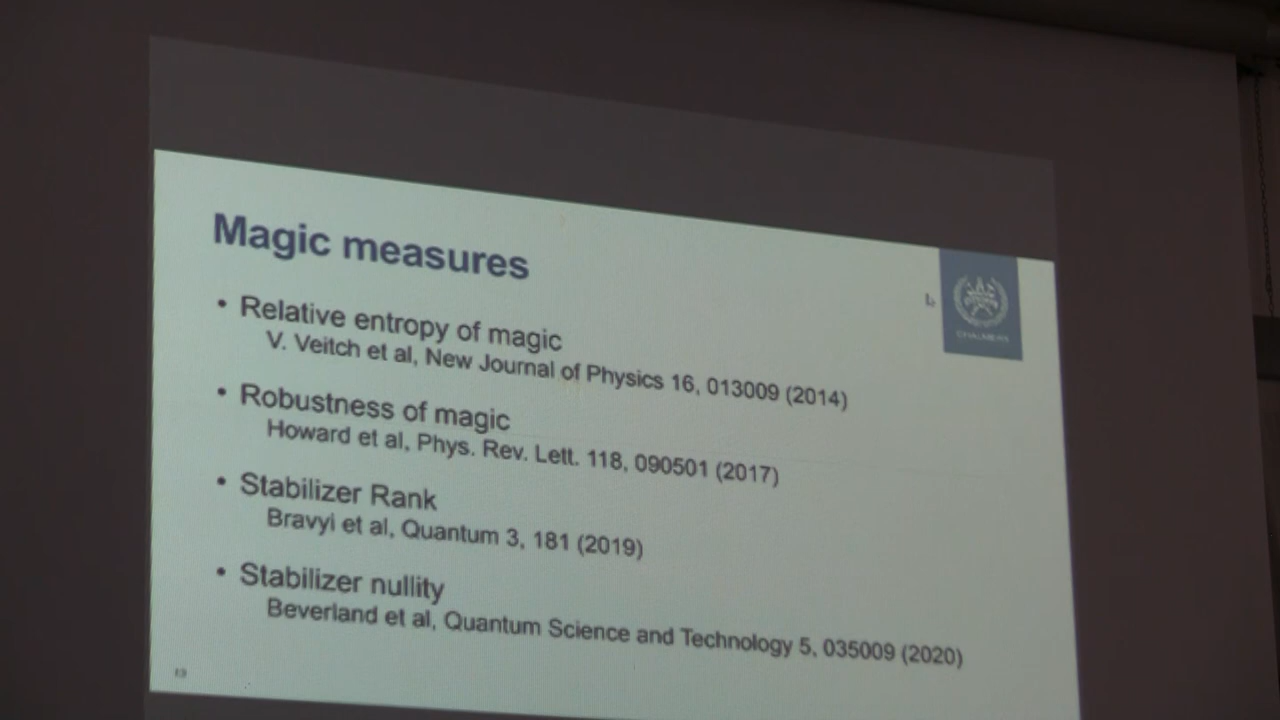 Magic measures
• Relative entropy of magic
V. Veitch et al, New Journal of Physics 16, 013009 (2014)
• Robustness of magic
Howard et al, Phys. Rev. Lett. 118, 090501 (2017)
• Stabilizer Rank
Bravyi et al, Quantum 3, 181 (2019)
• Stabilizer nullity
Beverland et al, Quantum Science and Technology 5, 035009 (2020)
CHALMERS